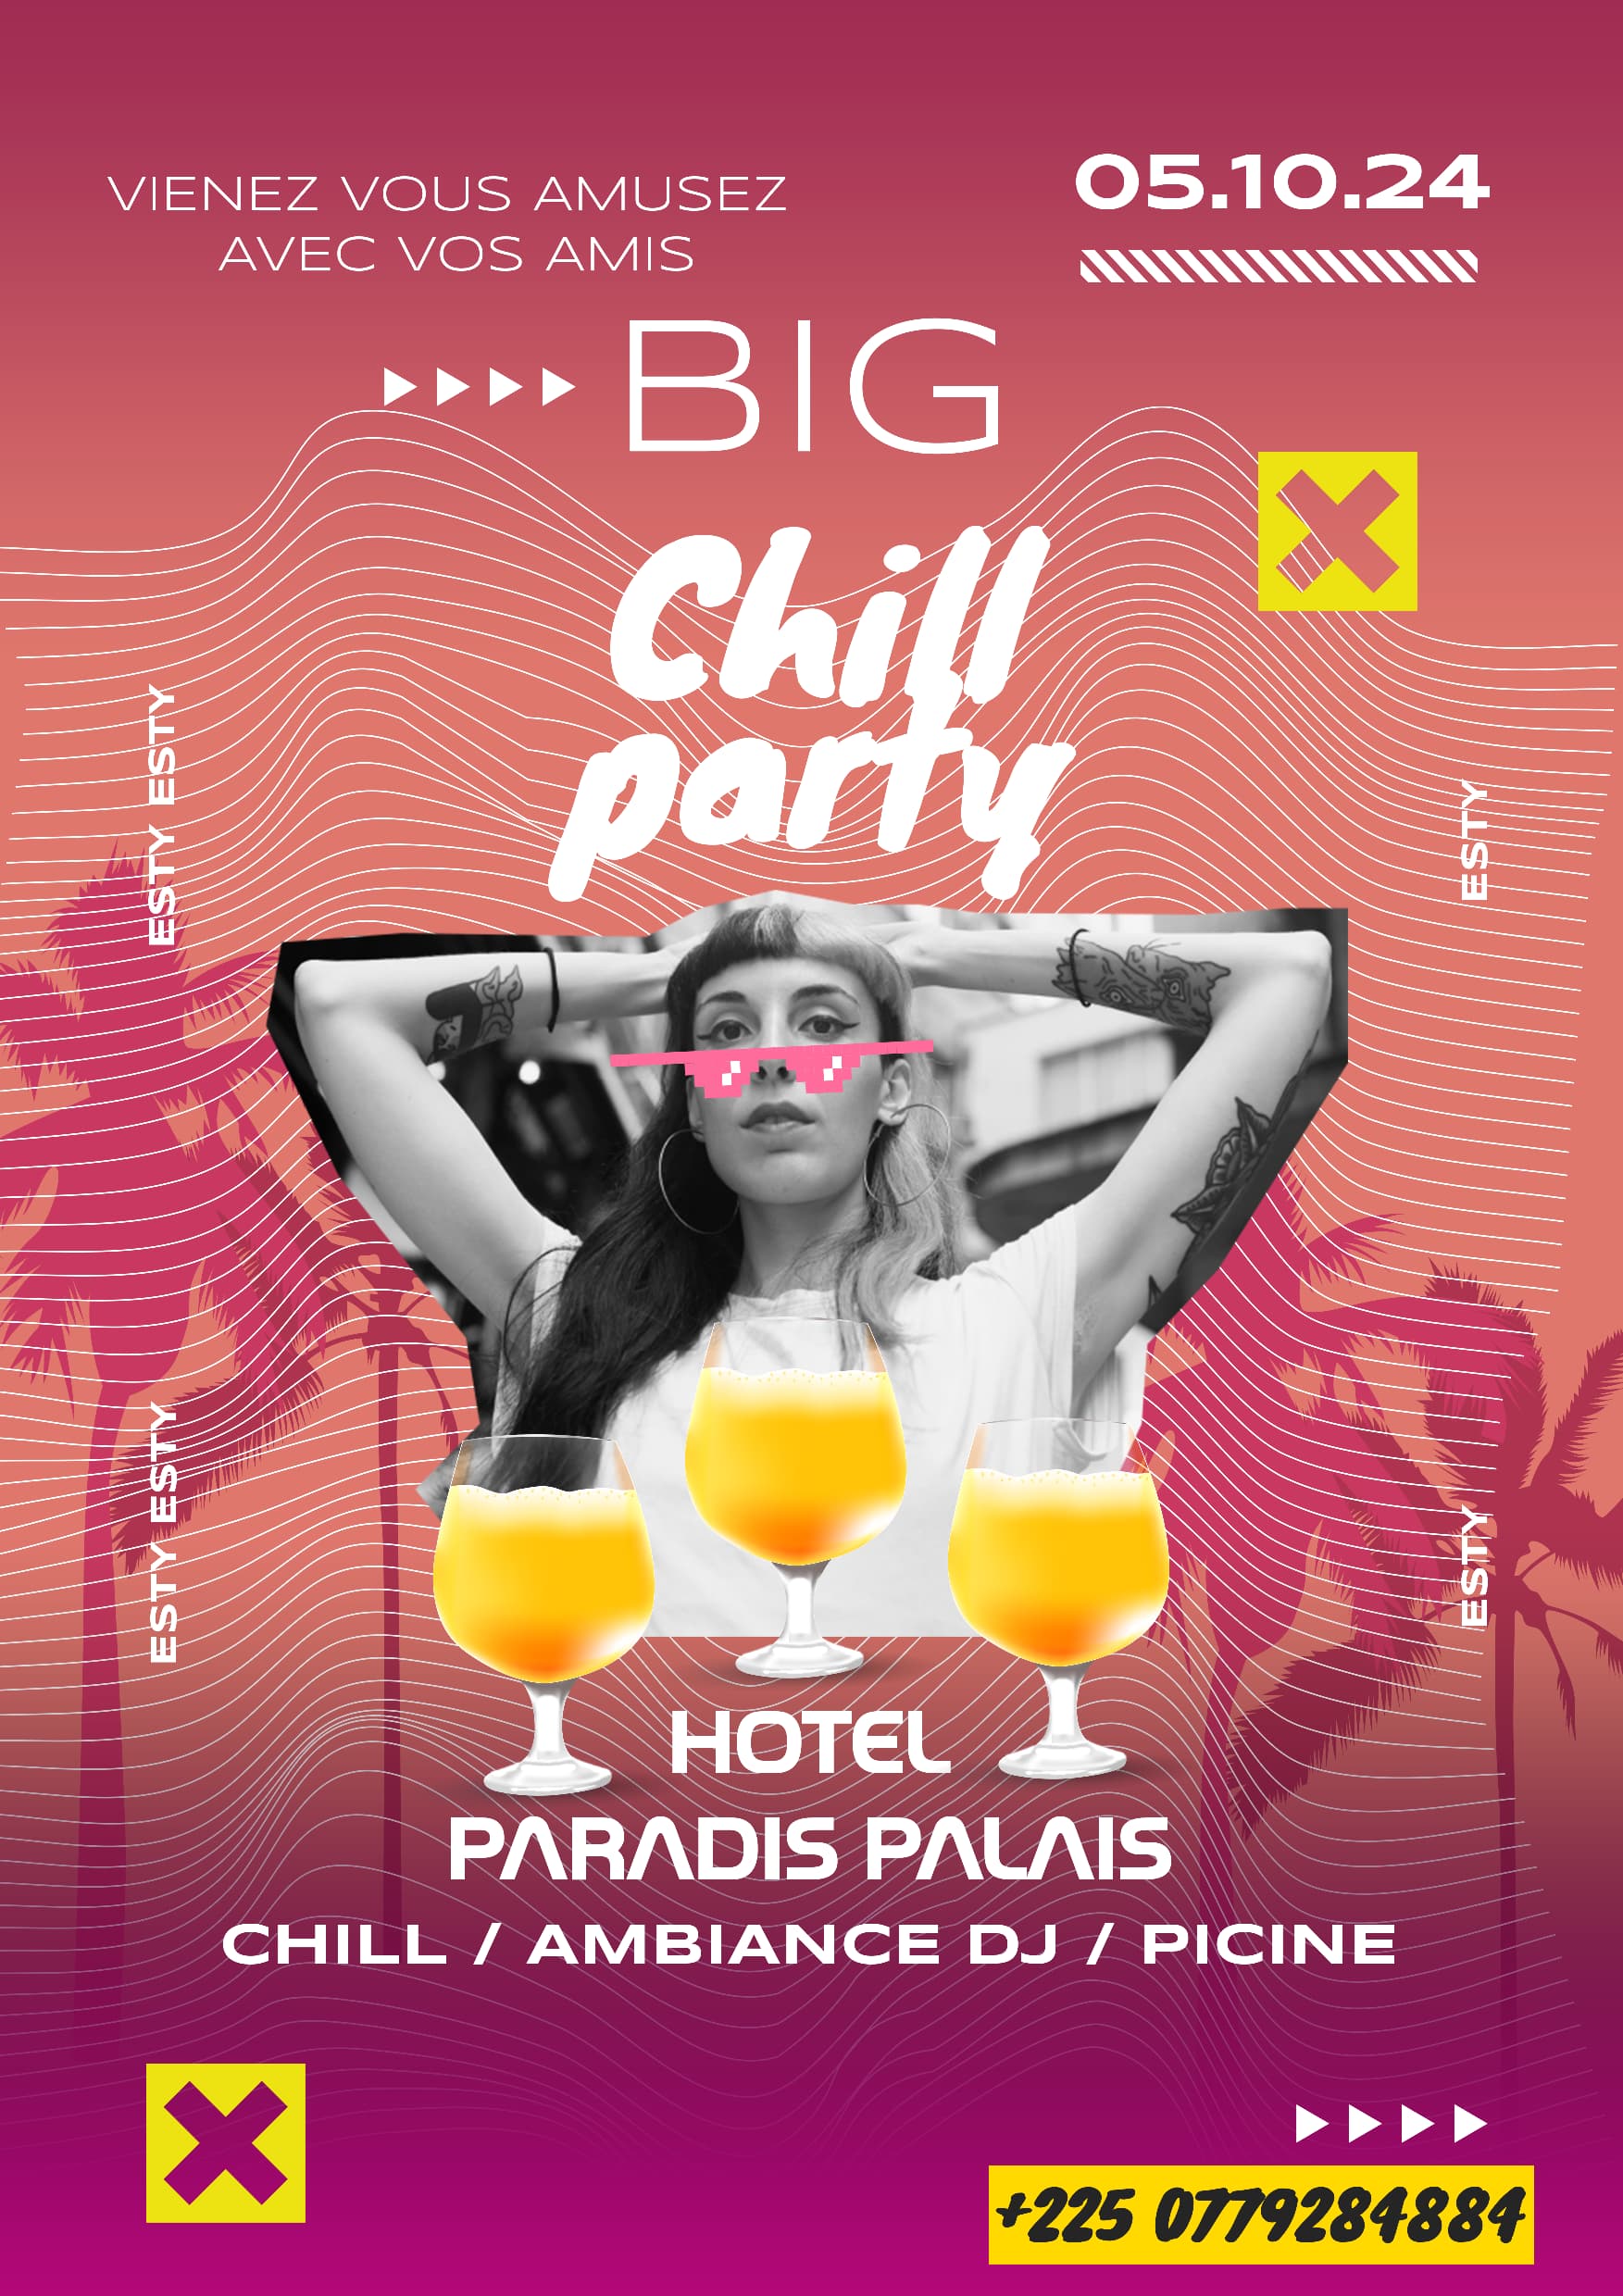 VIENEZ VOUS AMUSEZ
AVEC VOS AMIS
05.10.24
BIG
Chill
party
ESTY ESTY
ESTY
ESTY ESTY
ESTY
HOTEL
PARADIS PALAIS
CHILL / AMBIANCE DJ / PICINE
+225 0779284884